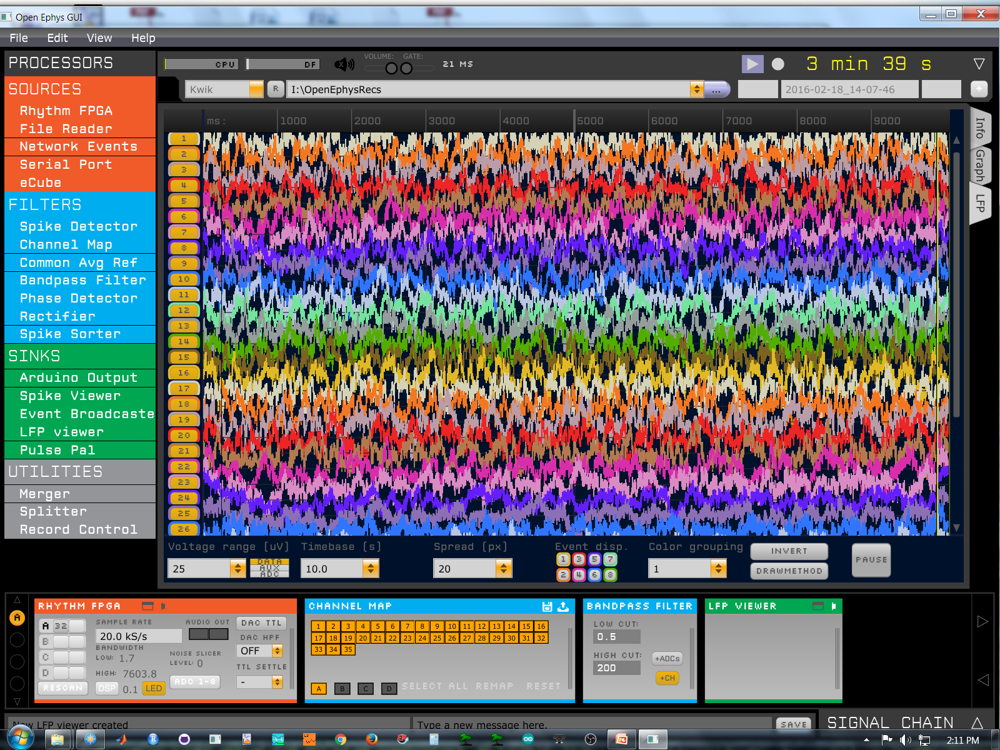 Open Ephys GUI
File Edit View Help
PROCESSORS
SOURCES
Rhythm FPGA
File Reader
Network Events
Serial Port
eCube
FILTERS
Spike Detector
Channel Map
Common Avg Ref
Bandpass Filter
Phase Detector
Rectifier
Spike Sorter
SINKS
Arduino Output
Spike Viewer
Event Broadcaste
LFP viewer
Pulse Pal
UTILITIES
Merger
Splitter
Record Control
CPU DF VOLUME: GATE: 21 MS 3 min 39 s
Kwik R I:\OpenEphysRecs ... 2016-02-18_14-07-46 +
ms: 1000 2000 3000 4000 5000 6000 7000 8000 9000
Info
Graph
LFP
1
2
3
4
5
6
7
8
9
10
11
12
13
14
15
16
17
18
19
20
21
22
23
24
25
26
Voltage range (uV) Timebase (s) Spread (px) Event disp. Color grouping
25 DATA AUX ADC 10.0 20 1 3 5 7 2 4 6 8 1 INVERT DRAWMETHOD PAUSE
A
RHYTHM FPGA
A 32
B
C
D
RESCAN
SAMPLE RATE
20.0 kS/s
BANDWIDTH
LOW: 1.7
HIGH: 7603.8
DSP 0.1 LED
AUDIO OUT
NOISE SLICER
LEVEL: 0
ADC 1-8
DAC TTL
DAC HPF
OFF
TTL SETTLE
-
CHANNEL MAP
1 2 3 4 5 6 7 8 9 10 11 12 13 14 15 16
17 18 19 20 21 22 23 24 25 26 27 28 29 30 31 32
33 34 35
A B C D SELECT ALL REMAP RESET
BANDPASS FILTER
LOW CUT:
0.5
HIGH CUT:
200
+ADCs
+CH
LFP VIEWER
New LFP viewer created Type a new message here. SAVE SIGNAL CHAIN
2:11 PM